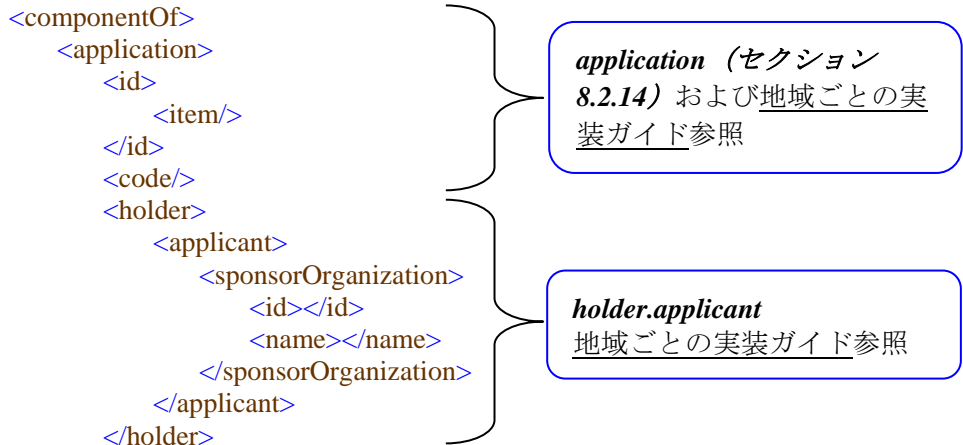 <componentOf>
<application>
<id>
<item/>
</id>
<code/>
<holder>
<applicant>
<sponsorOrganization>
<id></id>
<name></name>
</sponsorOrganization>
</applicant>
</holder>
application（セクション
8.2.14）および地域ごとの実
装ガイド参照
holder.applicant
地域ごとの実装ガイド参照